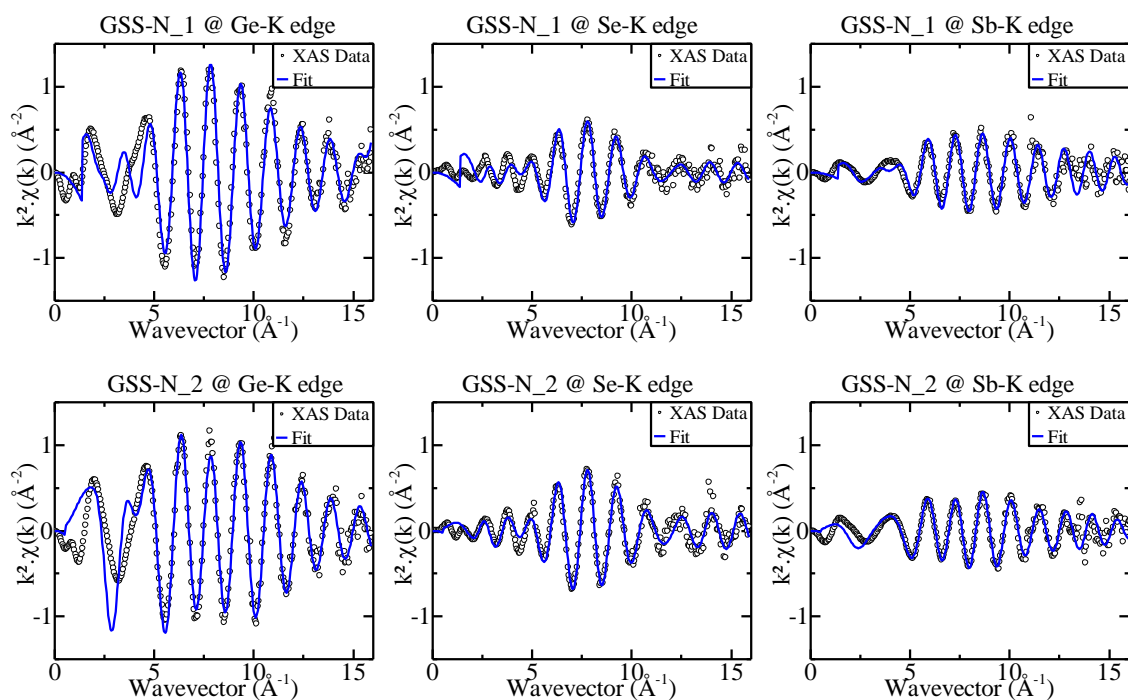 GSS-N_1 @ Ge-K edge
XAS Data
Fit
1
0
-1
k² χ(k) (Å⁻²)
0 5 10 15
Wavevector (Å⁻¹)
GSS-N_1 @ Se-K edge
XAS Data
Fit
1
0
-1
k² χ(k) (Å⁻²)
0 5 10 15
Wavevector (Å⁻¹)
GSS-N_1 @ Sb-K edge
XAS Data
Fit
1
0
-1
k² χ(k) (Å⁻²)
0 5 10 15
Wavevector (Å⁻¹)
GSS-N_2 @ Ge-K edge
XAS Data
Fit
1
0
-1
k² χ(k) (Å⁻²)
0 5 10 15
Wavevector (Å⁻¹)
GSS-N_2 @ Se-K edge
XAS Data
Fit
1
0
-1
k² χ(k) (Å⁻²)
0 5 10 15
Wavevector (Å⁻¹)
GSS-N_2 @ Sb-K edge
XAS Data
Fit
1
0
-1
k² χ(k) (Å⁻²)
0 5 10 15
Wavevector (Å⁻¹)